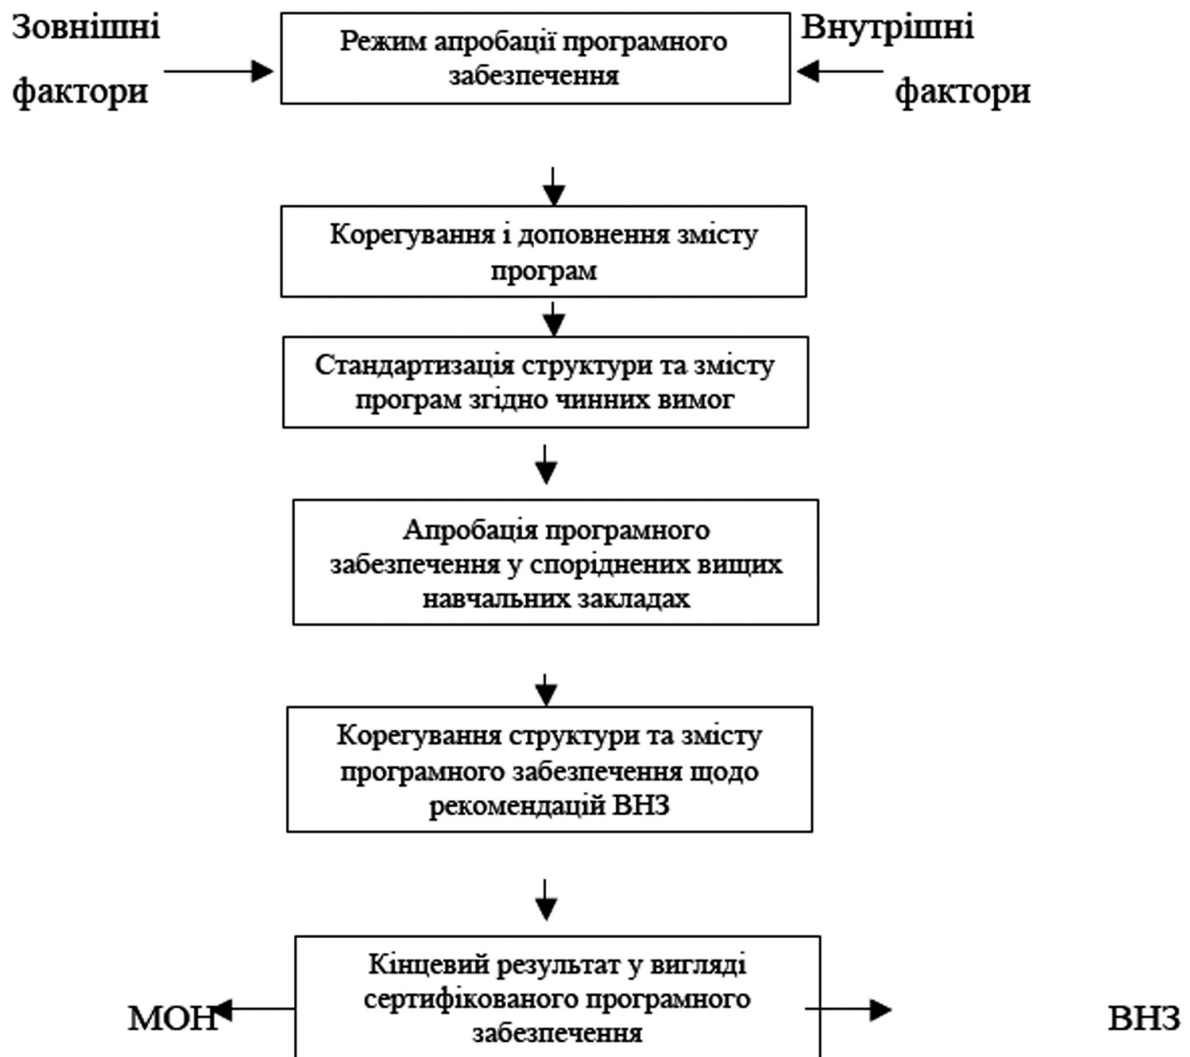 Зовнішні
фактори
Режим апробації програмного
забезпечення
Внутрішні
фактори
Корегування і доповнення змісту
програм
Стандартизація структури та змісту
програм згідно чинних вимог
Апробація програмного
забезпечення у споріднених вищих
навчальних закладах
Корегування структури та змісту
програмного забезпечення щодо
рекомендацій ВНЗ
Кінцевий результат у вигляді
сертифікованого програмного
забезпечення
МОН
ВНЗ